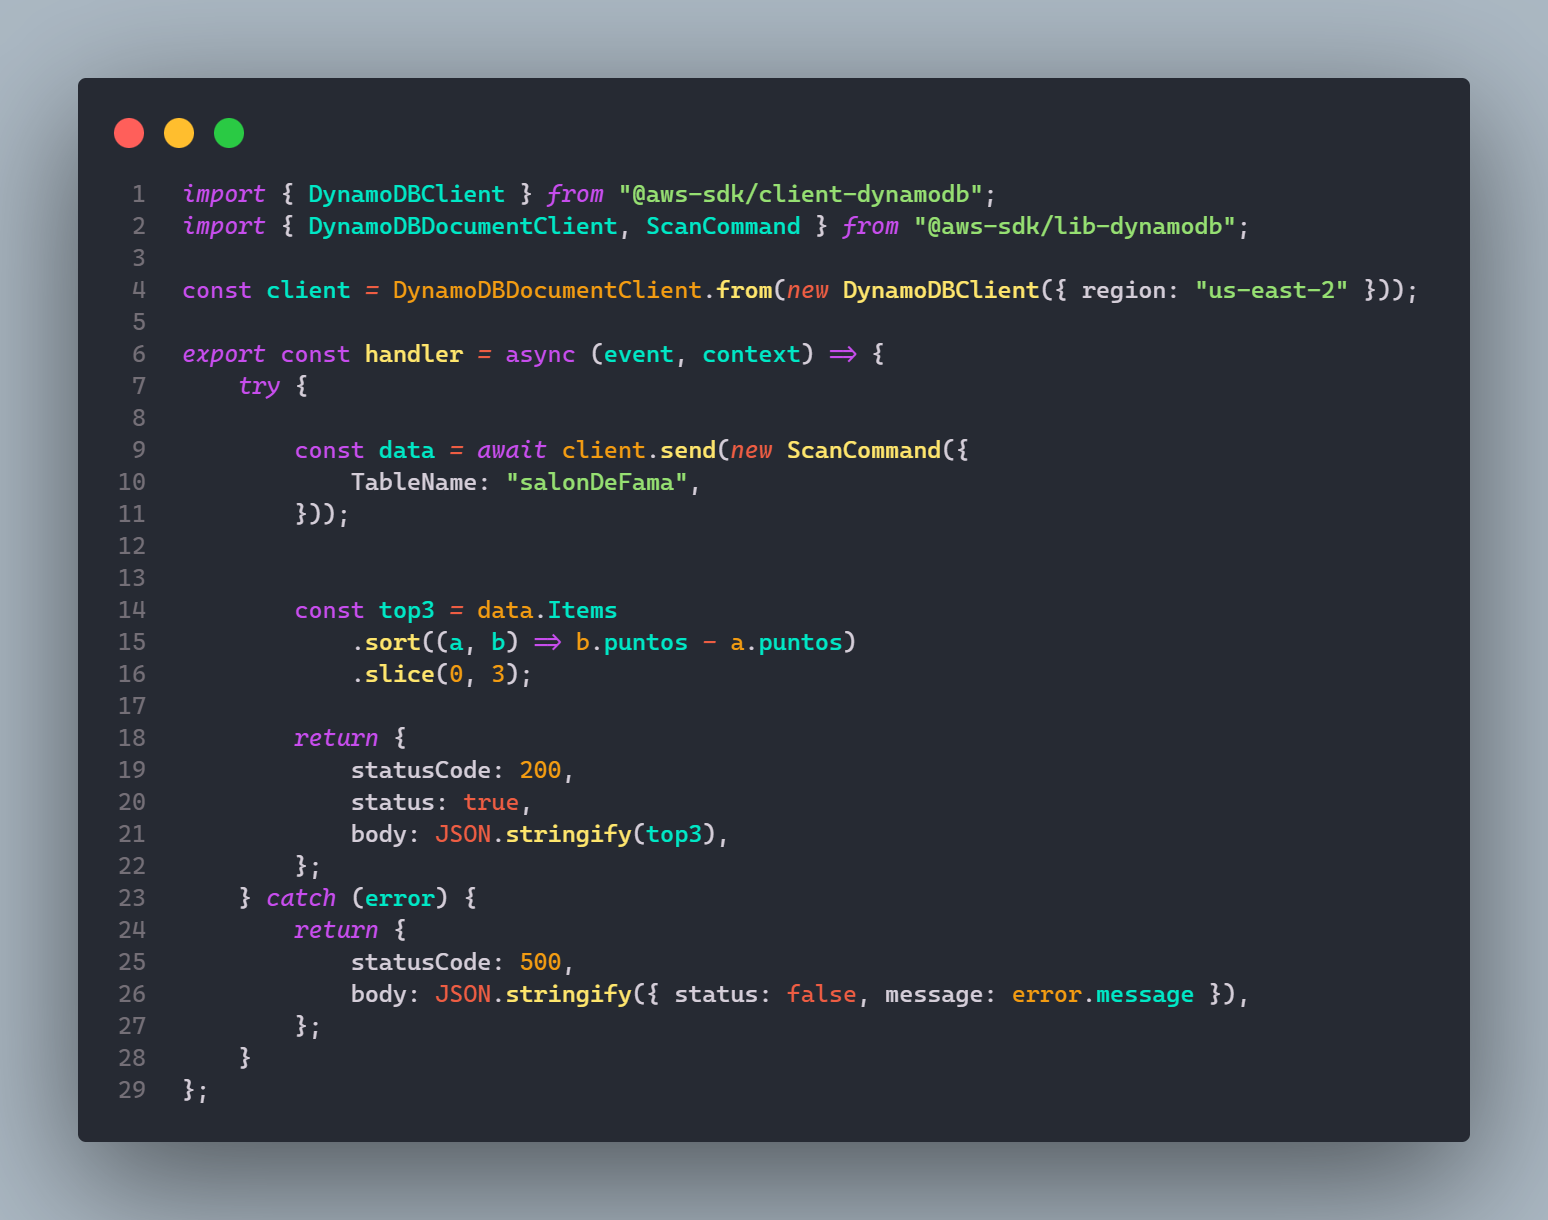 1 import { DynamoDBClient } from "@aws-sdk/client-dynamodb";
2 import { DynamoDBDocumentClient, ScanCommand } from "@aws-sdk/lib-dynamodb";
3
4 const client = DynamoDBDocumentClient.from(new DynamoDBClient({ region: "us-east-2" }));
5
6 export const handler = async (event, context) => {
7     try {
8
9         const data = await client.send(new ScanCommand({
10             TableName: "salonDeFama",
11         }));
12
13
14         const top3 = data.Items
15             .sort((a, b) => b.puntos - a.puntos)
16             .slice(0, 3);
17
18         return {
19             statusCode: 200,
20             status: true,
21             body: JSON.stringify(top3),
22         };
23     } catch (error) {
24         return {
25             statusCode: 500,
26             body: JSON.stringify({ status: false, message: error.message }),
27         };
28     }
29 };